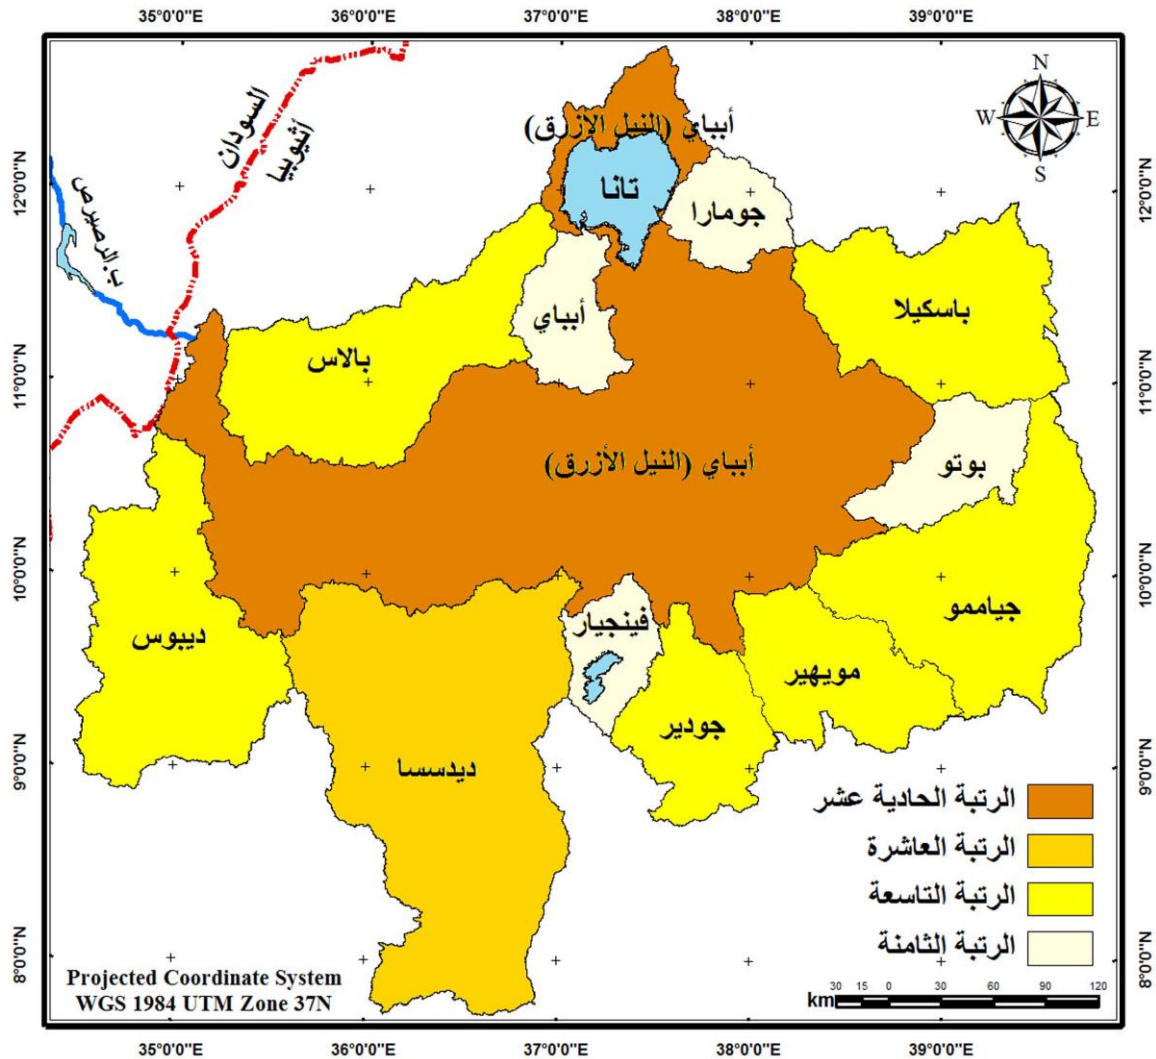 35°0'0"E 36°0'0"E 37°0'0"E 38°0'0"E 39°0'0"E
N
W E
S
السودان
أثيوبيا
ب الرصيرص
أبباي (النيل الأزرق)
تانا
جومارا
باسكيلا
أبباي
بالاس
أبباي (النيل الأزرق)
بوتو
جياممو
فينجيار
ديبوس
مويهير
جودير
ديدسسا
12°0'0"N
11°0'0"N
10°0'0"N
9°0'0"N
8°0'0"N
12°0'0"N
11°0'0"N
10°0'0"N
9°0'0"N
8°0'0"N
الرتبة الحادية عشر
الرتبة العاشرة
الرتبة التاسعة
الرتبة الثامنة
Projected Coordinate System
WGS 1984 UTM Zone 37N
30 15 0 30 60 90 120
km
35°0'0"E 36°0'0"E 37°0'0"E 38°0'0"E 39°0'0"E